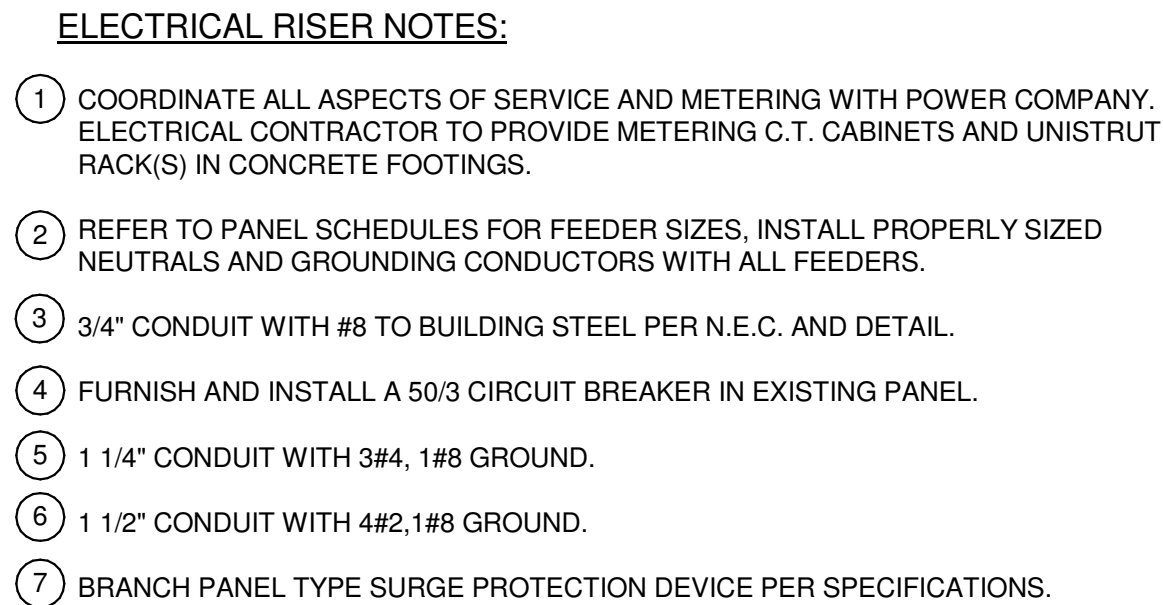 ELECTRICAL RISER NOTES:
1 COORDINATE ALL ASPECTS OF SERVICE AND METERING WITH POWER COMPANY.
ELECTRICAL CONTRACTOR TO PROVIDE METERING C.T. CABINETS AND UNISTRUT
RACK(S) IN CONCRETE FOOTINGS.
2 REFER TO PANEL SCHEDULES FOR FEEDER SIZES, INSTALL PROPERLY SIZED
NEUTRALS AND GROUNDING CONDUCTORS WITH ALL FEEDERS.
3 3/4" CONDUIT WITH #8 TO BUILDING STEEL PER N.E.C. AND DETAIL.
4 FURNISH AND INSTALL A 50/3 CIRCUIT BREAKER IN EXISTING PANEL.
5 1 1/4" CONDUIT WITH 3#4, 1#8 GROUND.
6 1 1/2" CONDUIT WITH 4#2,1#8 GROUND.
7 BRANCH PANEL TYPE SURGE PROTECTION DEVICE PER SPECIFICATIONS.